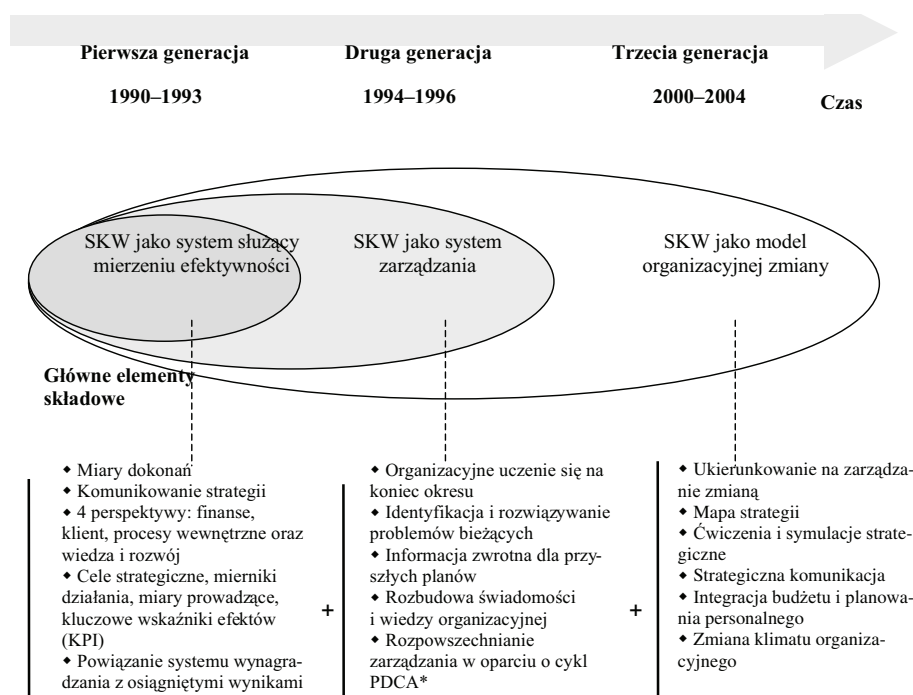 Pierwsza generacja
1990–1993
Druga generacja
1994–1996
Trzecia generacja
2000–2004
Czas
SKW jako system służący
mierzeniu efektywności
SKW jako system
zarządzania
SKW jako model
organizacyjnej zmiany
Główne elementy
składowe
◆ Miary dokonań
◆ Komunikowanie strategii
◆ 4 perspektywy: finanse,
klient, procesy wewnętrzne oraz
wiedza i rozwój
◆ Cele strategiczne, mierniki
działania, miary prowadzące,
kluczowe wskaźniki efektów
(KPI)
◆ Powiązanie systemu wynagra-
dzania z osiągniętymi wynikami
+
◆ Organizacyjne uczenie się na
koniec okresu
◆ Identyfikacja i rozwiązywanie
problemów bieżących
◆ Informacja zwrotna dla przy-
szłych planów
◆ Rozbudowa świadomości
i wiedzy organizacyjnej
◆ Rozpowszechnianie
zarządzania w oparciu o cykl
PDCA*
+
◆ Ukierunkowanie na zarządza-
nie zmianą
◆ Mapa strategii
◆ Ćwiczenia i symulacje strate-
giczne
◆ Strategiczna komunikacja
◆ Integracja budżetu i planowa-
nia personalnego
◆ Zmiana klimatu organiza-
cyjnego